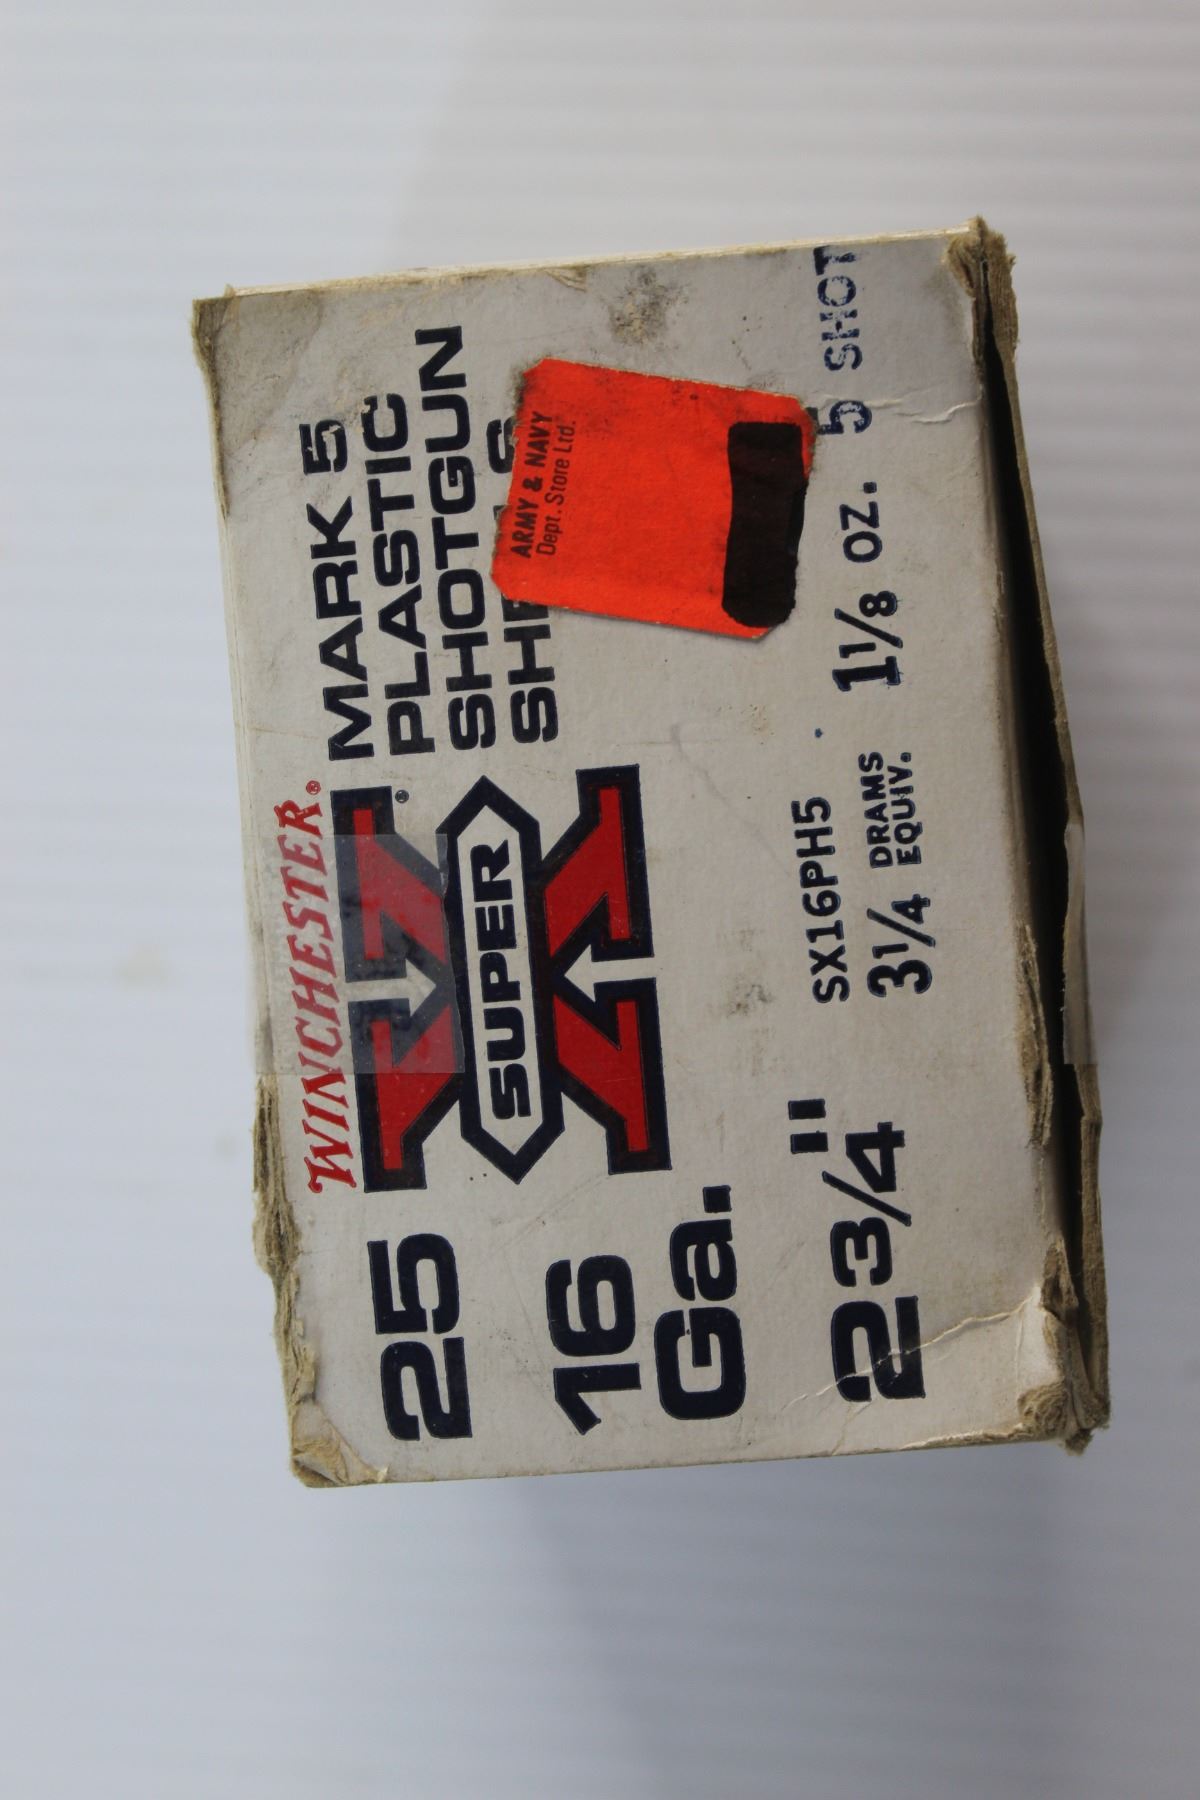 WINCHESTER®
25
SUPER X®
MARK 5
PLASTIC
SHOTGUN
16
Ga.
ARMY & NAVY
Dept. Store Ltd.
2 3/4"
SX16PH5
3 1/4 DRAMS EQUIV.
1 1/8 OZ.
5 SHOT